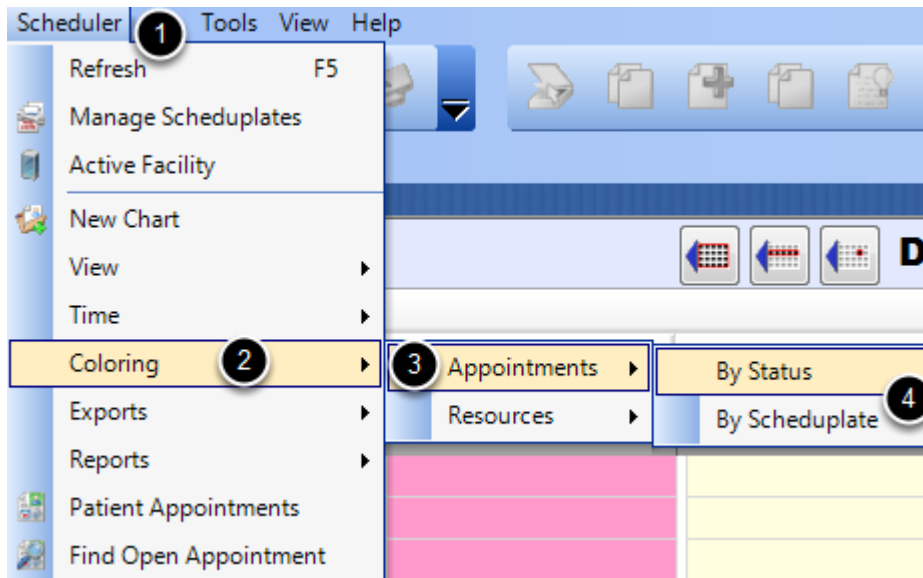 Scheduler 1 Tools View Help
Refresh F5
Manage Scheduplates
Active Facility
New Chart
View
Time
Coloring 2
3 Appointments
By Status
4
Resources
By Scheduplate
Exports
Reports
Patient Appointments
Find Open Appointment
D